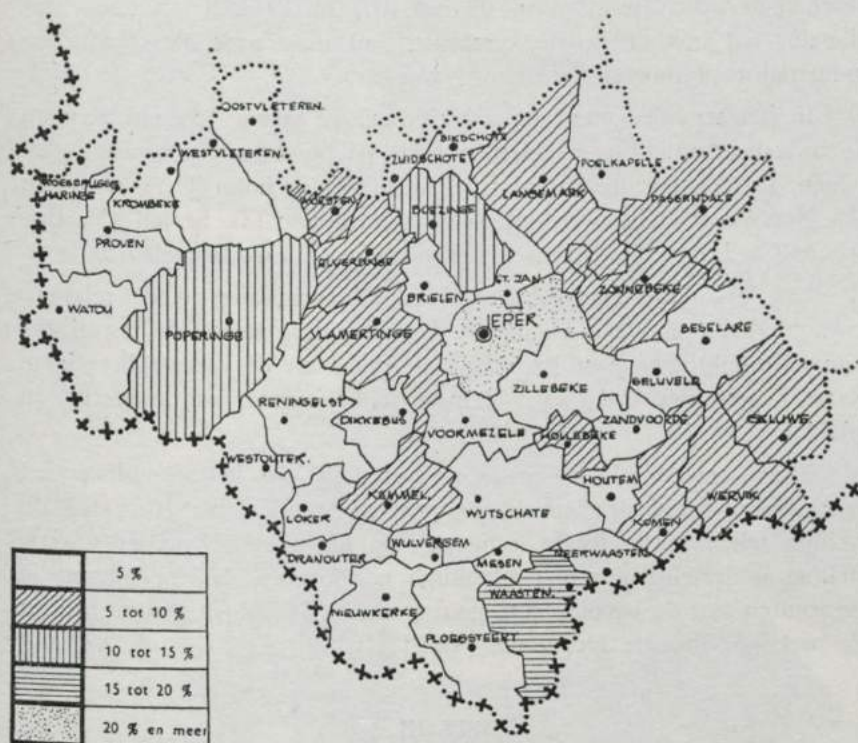 OOSTVLETEREN.
BIKSCHOTE
WESTVLETEREN.
ZUIDSCHOTE
POELKAPELLE
ROESBRUGGE
HARINGE
KROMBEKE
LANGEMARK
PASSENDALE
WOESTEN
BOEZINGE
PROVEN
ELVERDINGE
ST. JAN
BRIELEN.
ZONNEBEKE
WATOU
POPERINGE
VLAMERTINGE
IEPER
BESELARE
GELUVELD
ZILLEBEKE
RENINGELST
DIKKEBUS
VOORMEZELE
ZANDVOORDE
GELUWE
HOLLEBEKE
WESTOUTER.
HOUTEM
KEMMEL.
WERVIK.
LOKER
WIJTSCHATE
KOMEN
DRANOUTER
WULVERGEM
MESEN
NEERWAASTEN
WAASTEN.
NIEUWKERKE
PLOEGSTEERT
5 %
5 tot 10 %
10 tot 15 %
15 tot 20 %
20 % en meer